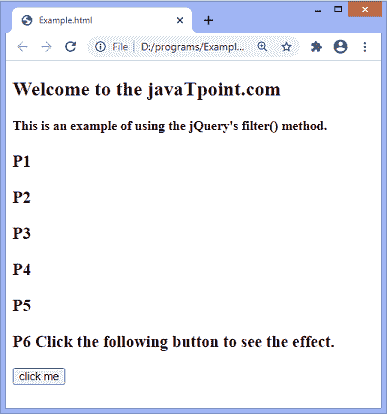 Example.html
File | D:/programs/Exampl...
Welcome to the javaTpoint.com
This is an example of using the jQuery's filter() method.
P1
P2
P3
P4
P5
P6 Click the following button to see the effect.
click me